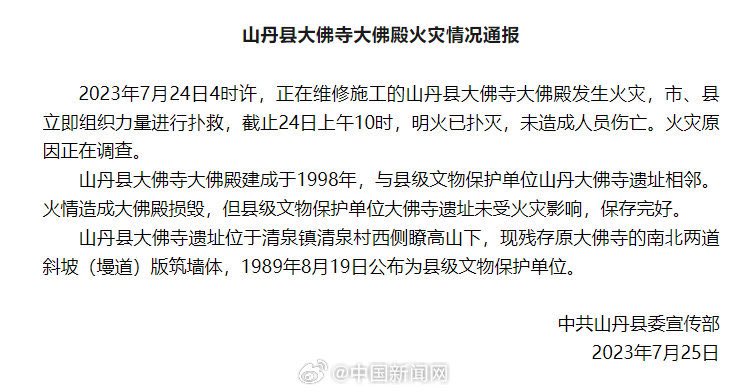 山丹县大佛寺大佛殿火灾情况通报
2023年7月24日4时许，正在维修施工的山丹县大佛寺大佛殿发生火灾，市、县
立即组织力量进行扑救，截止24日上午10时，明火已扑灭，未造成人员伤亡。火灾原
因正在调查。
山丹县大佛寺大佛殿建成于1998年，与县级文物保护单位山丹大佛寺遗址相邻。
火情造成大佛殿损毁，但县级文物保护单位大佛寺遗址未受火灾影响，保存完好。
山丹县大佛寺遗址位于清泉镇清泉村西侧瞭高山下，现残存原大佛寺的南北两道
斜坡（墁道）版筑墙体，1989年8月19日公布为县级文物保护单位。
中共山丹县委宣传部
2023年7月25日
@中国新闻网